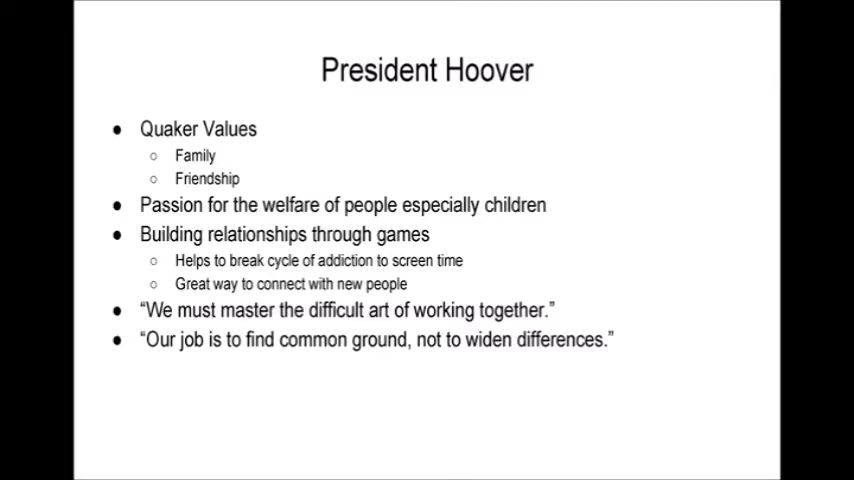 President Hoover
● Quaker Values
○ Family
○ Friendship
● Passion for the welfare of people especially children
● Building relationships through games
○ Helps to break cycle of addiction to screen time
○ Great way to connect with new people
● “We must master the difficult art of working together.”
● “Our job is to find common ground, not to widen differences.”